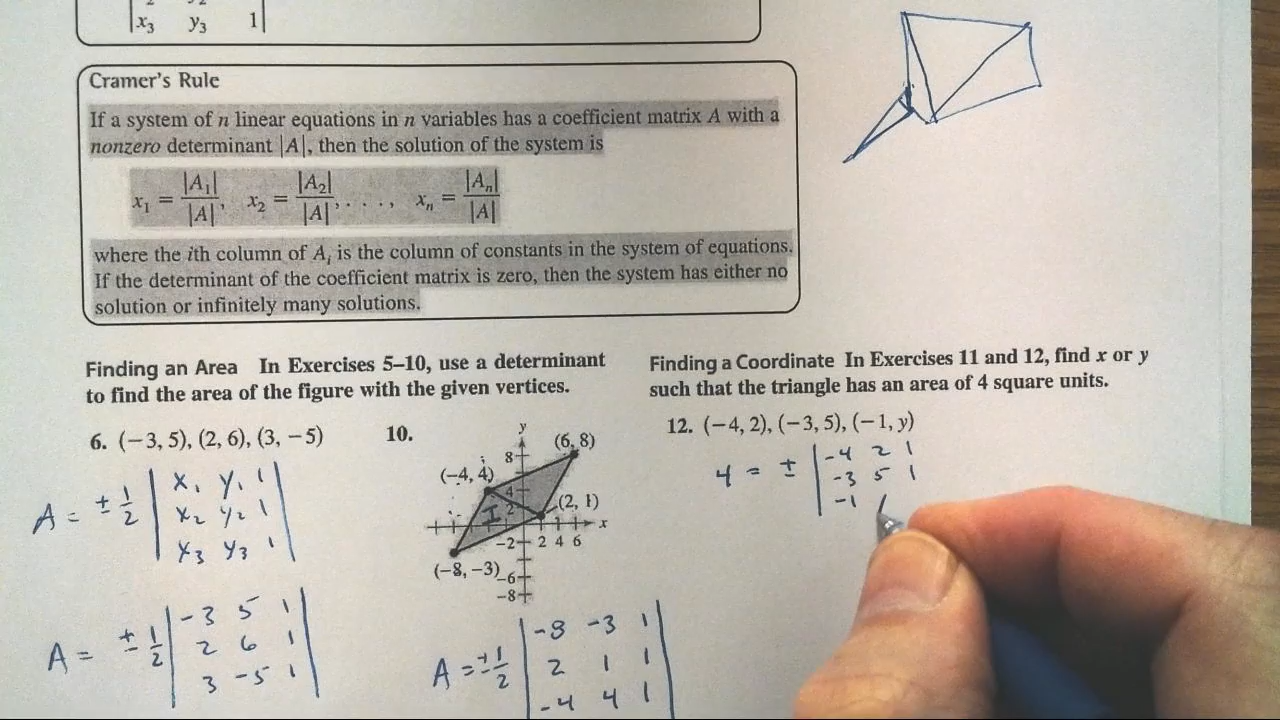 x₃ y₃ 1
Cramer's Rule
If a system of n linear equations in n variables has a coefficient matrix A with a
nonzero determinant |A|, then the solution of the system is
x₁ = |A₁|/|A|, x₂ = |A₂|/|A|, . . . , xₙ = |Aₙ|/|A|
where the ith column of Aᵢ is the column of constants in the system of equations.
If the determinant of the coefficient matrix is zero, then the system has either no
solution or infinitely many solutions.
Finding an Area In Exercises 5–10, use a determinant
to find the area of the figure with the given vertices.
6. (−3, 5), (2, 6), (3, −5)
A = ± 1/2 | x₁ y₁ 1
x₂ y₂ 1
x₃ y₃ 1 |
A = ± 1/2 | -3 5 1
2 6 1
3 -5 1 |
10.
y
(6, 8)
8
(−4, 4)
4
2
(2, 1)
I
x
−2
2 4 6
(−8, −3)
−6
−8
A = ± 1/2 | -8 -3 1
2 1 1
-4 4 1 |
Finding a Coordinate In Exercises 11 and 12, find x or y
such that the triangle has an area of 4 square units.
12. (−4, 2), (−3, 5), (−1, y)
4 = ± | -4 2 1
-3 5 1
-1